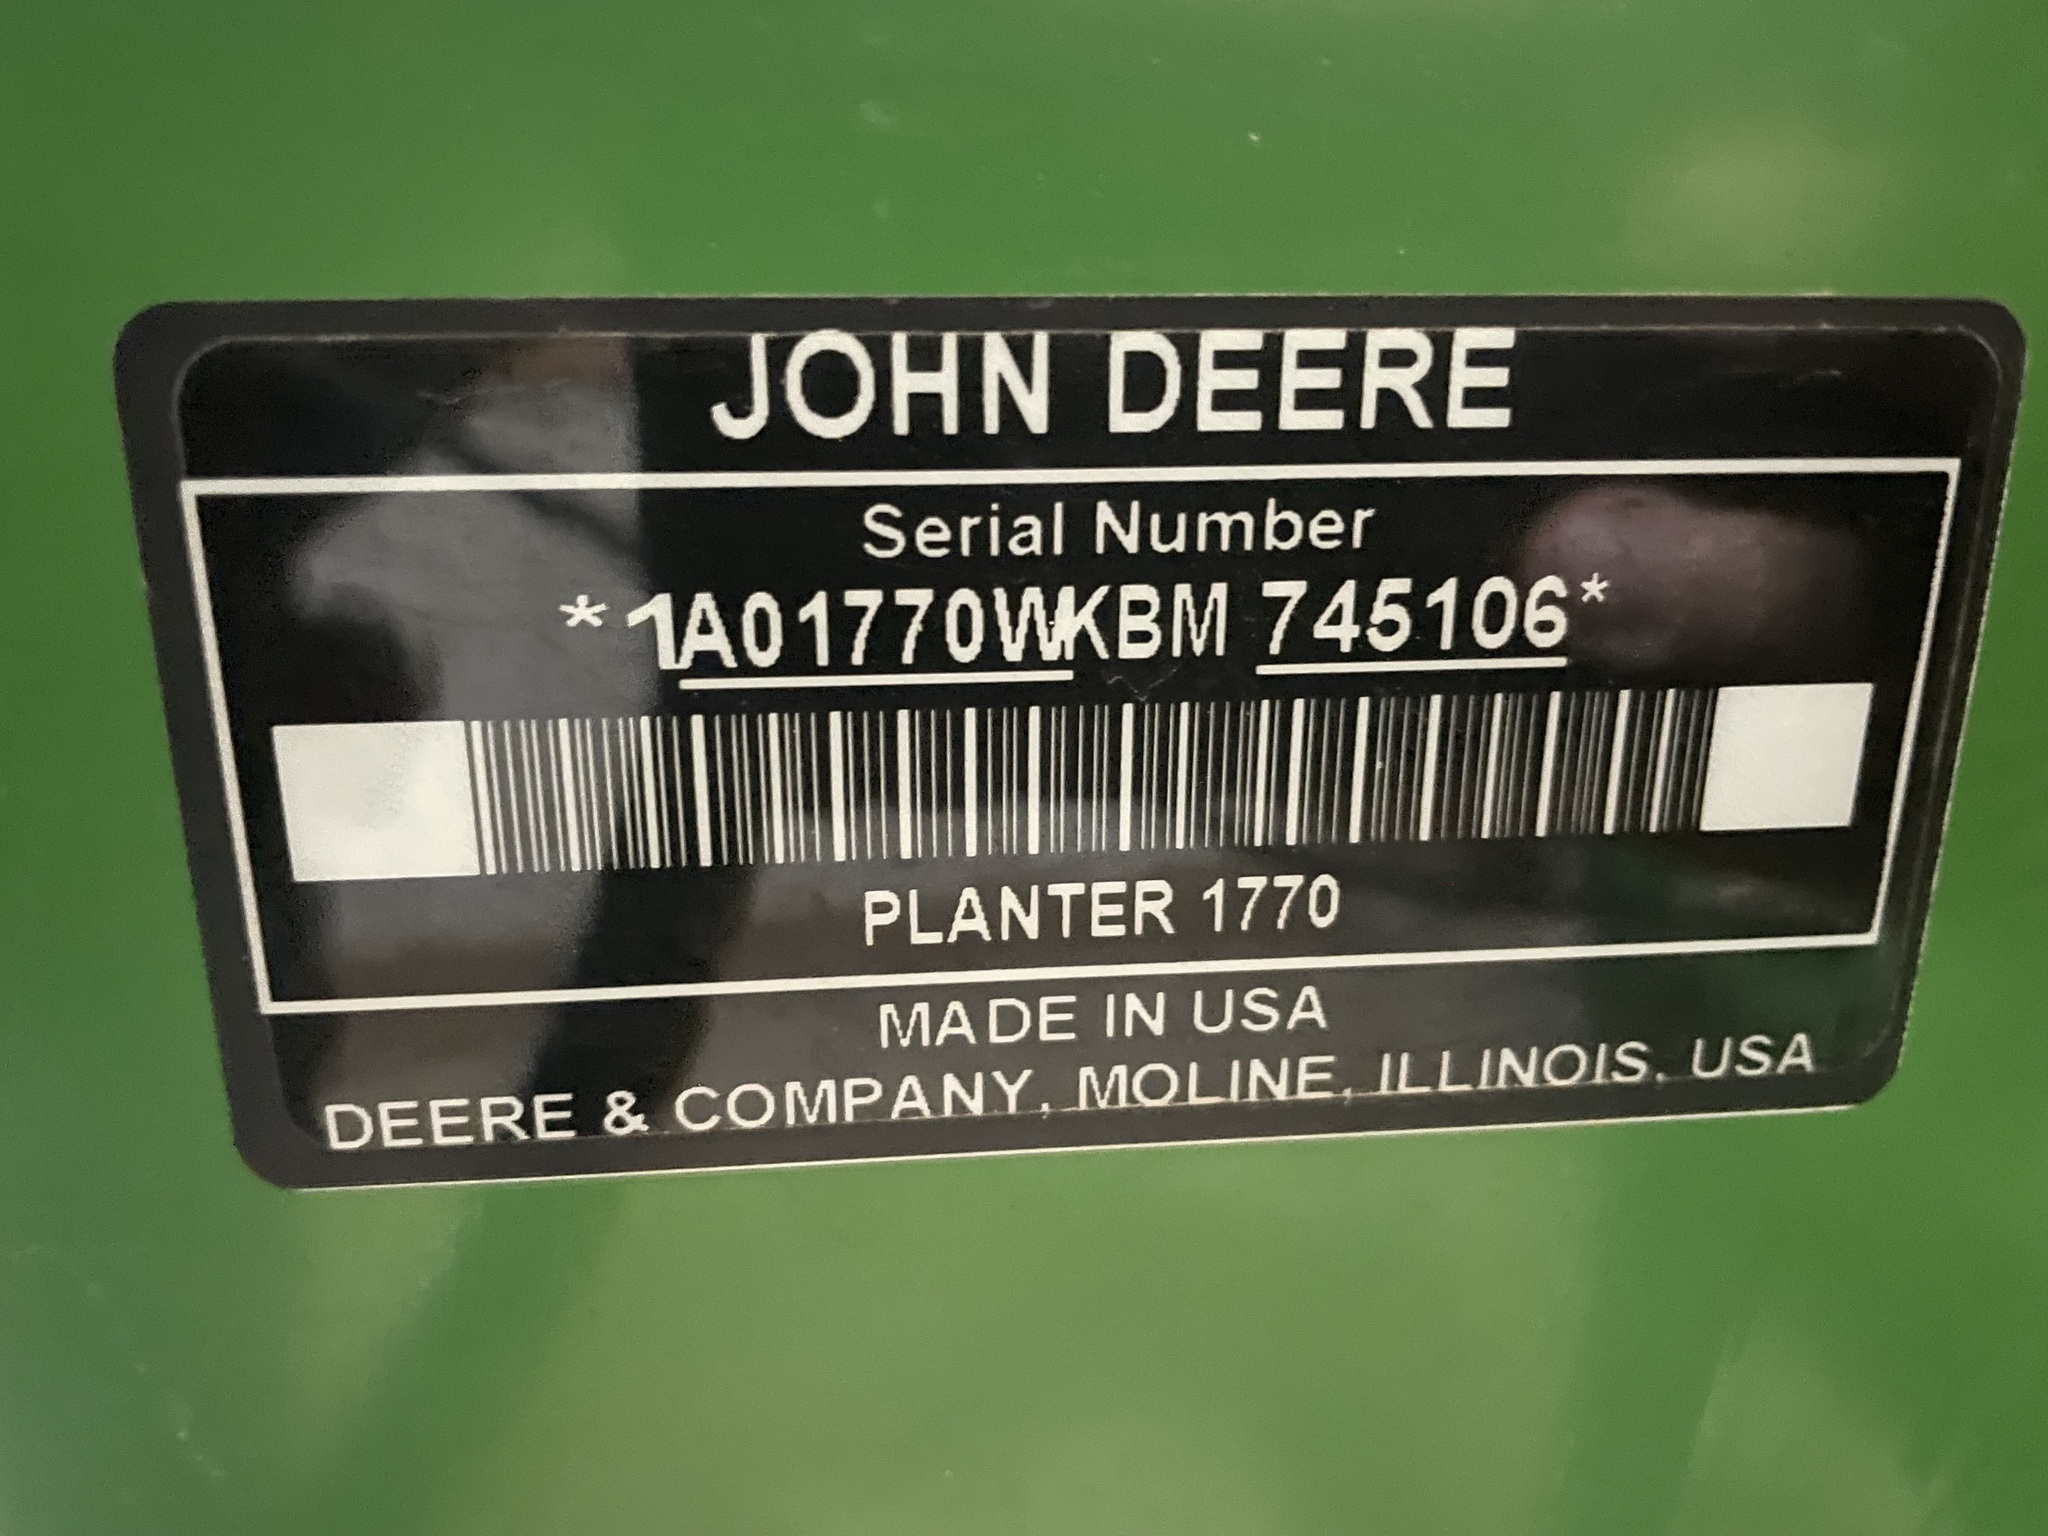 JOHN DEERE
Serial Number
*1A01770WKBM 745106*
PLANTER 1770
MADE IN USA
DEERE & COMPANY, MOLINE, ILLINOIS, USA